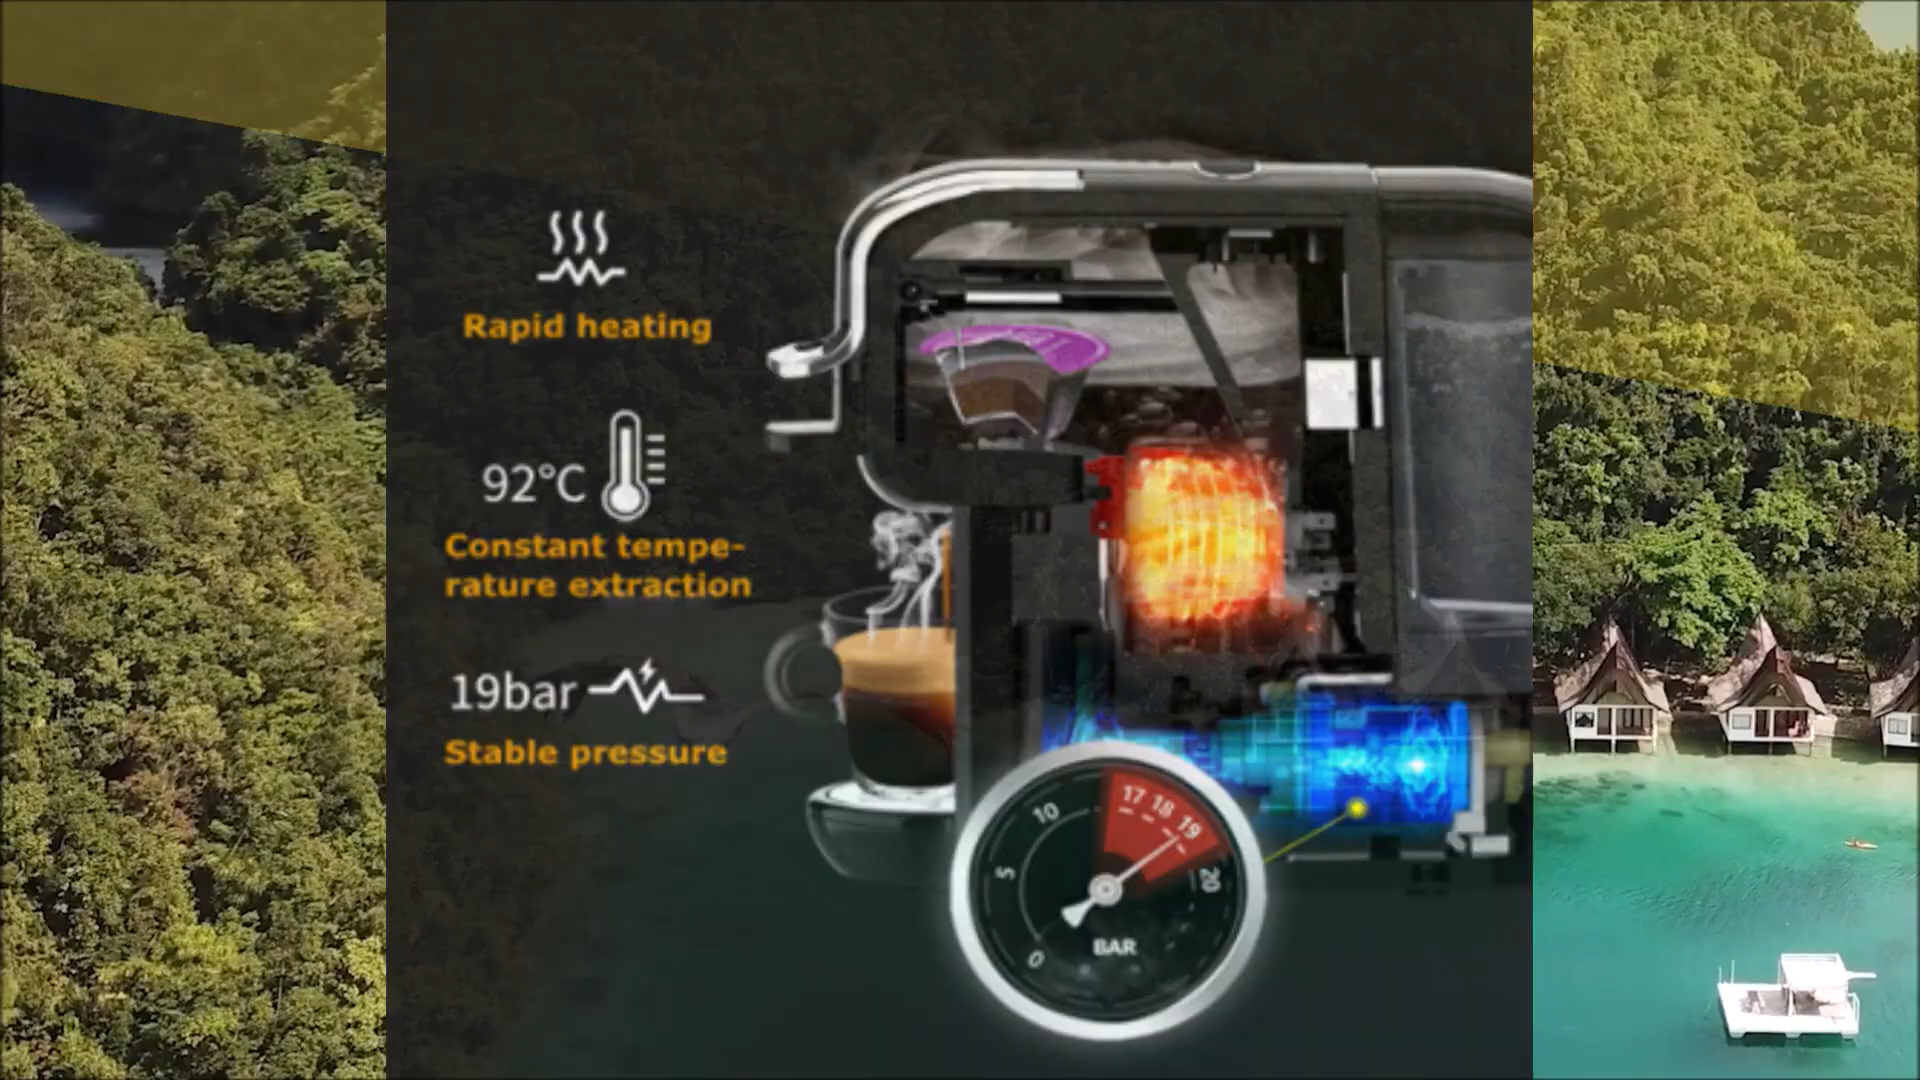 Rapid heating
92°C
Constant tempe-
rature extraction
19bar
Stable pressure
0
5
10
17
18
19
20
BAR